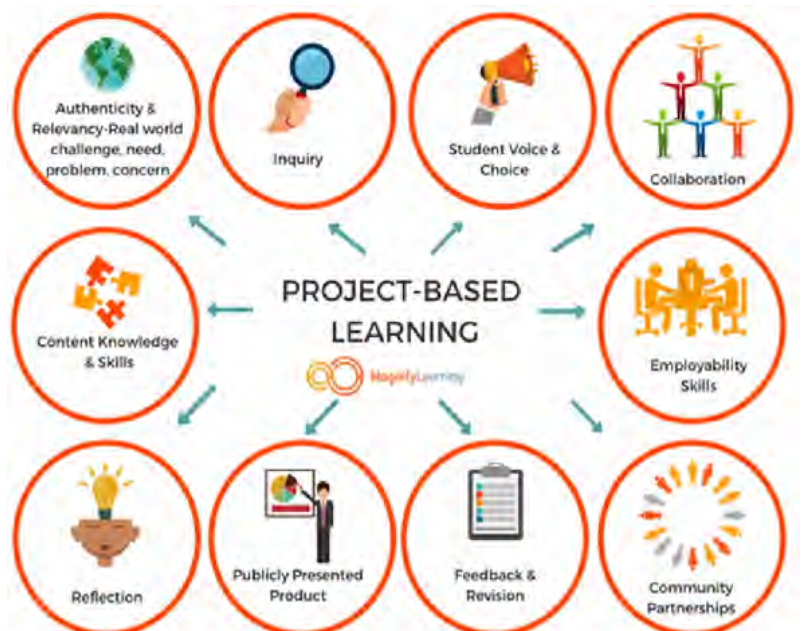 Authenticity &
Relevancy-Real world
challenge, need,
problem, concern
Inquiry
Student Voice &
Choice
Collaboration
PROJECT-BASED
LEARNING
MagnifyLearning
Content Knowledge
& Skills
Employability
Skills
Reflection
Publicly Presented
Product
Feedback &
Revision
Community
Partnerships